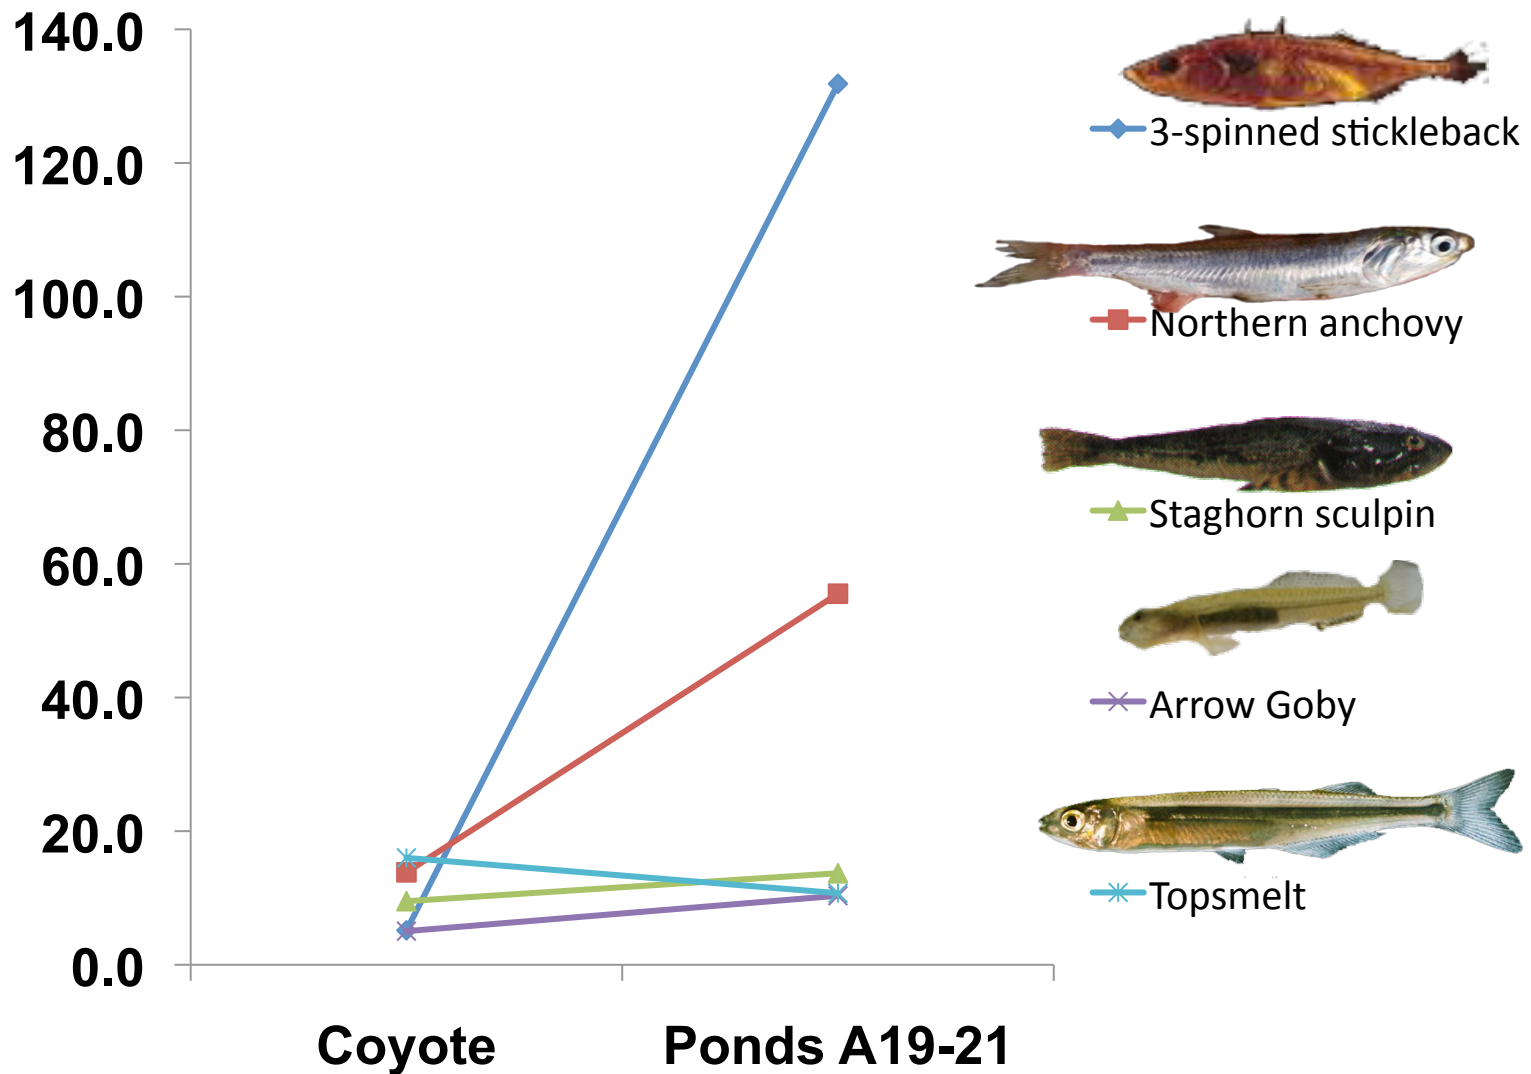 140.0
120.0
100.0
80.0
60.0
40.0
20.0
0.0
Coyote
Ponds A19-21
3-spinned stickleback
Northern anchovy
Staghorn sculpin
Arrow Goby
Topsmelt